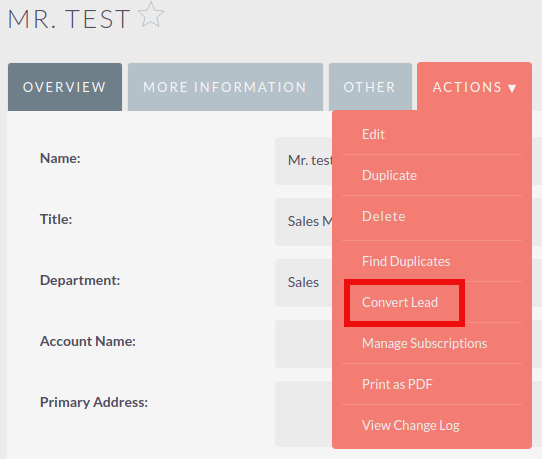 MR. TEST
OVERVIEW MORE INFORMATION OTHER ACTIONS ▼
Name: Mr. test
Edit
Duplicate
Title: Sales M
Delete
Find Duplicates
Department: Sales
Convert Lead
Account Name: Manage Subscriptions
Print as PDF
Primary Address:
View Change Log